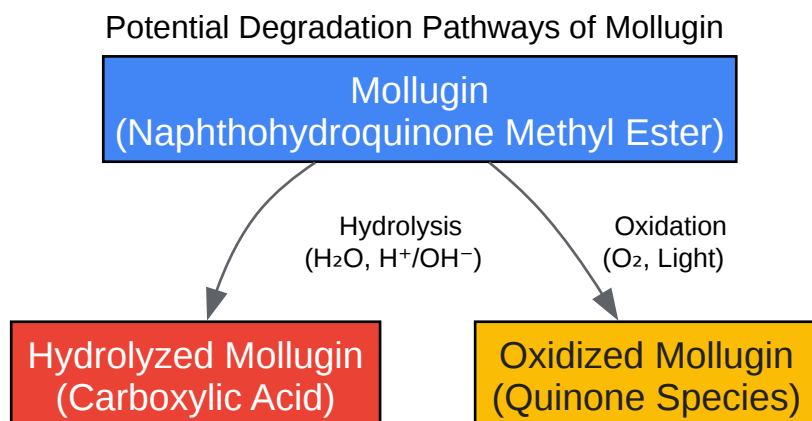 Potential Degradation Pathways of Mollugin
Mollugin
(Naphthohydroquinone Methyl Ester)
Hydrolysis
(H₂O, H⁺/OH⁻)
Oxidation
(O₂, Light)
Hydrolyzed Mollugin
(Carboxylic Acid)
Oxidized Mollugin
(Quinone Species)